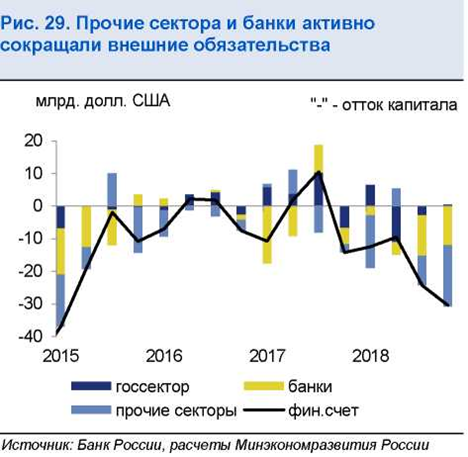 Рис. 29. Прочие сектора и банки активно
сокращали внешние обязательства
млрд. долл. США
"-" - отток капитала
20
10
0
-10
-20
-30
-40
2015 2016 2017 2018
госсектор банки
прочие секторы фин.счет
Источник: Банк России, расчеты Минэкономразвития России